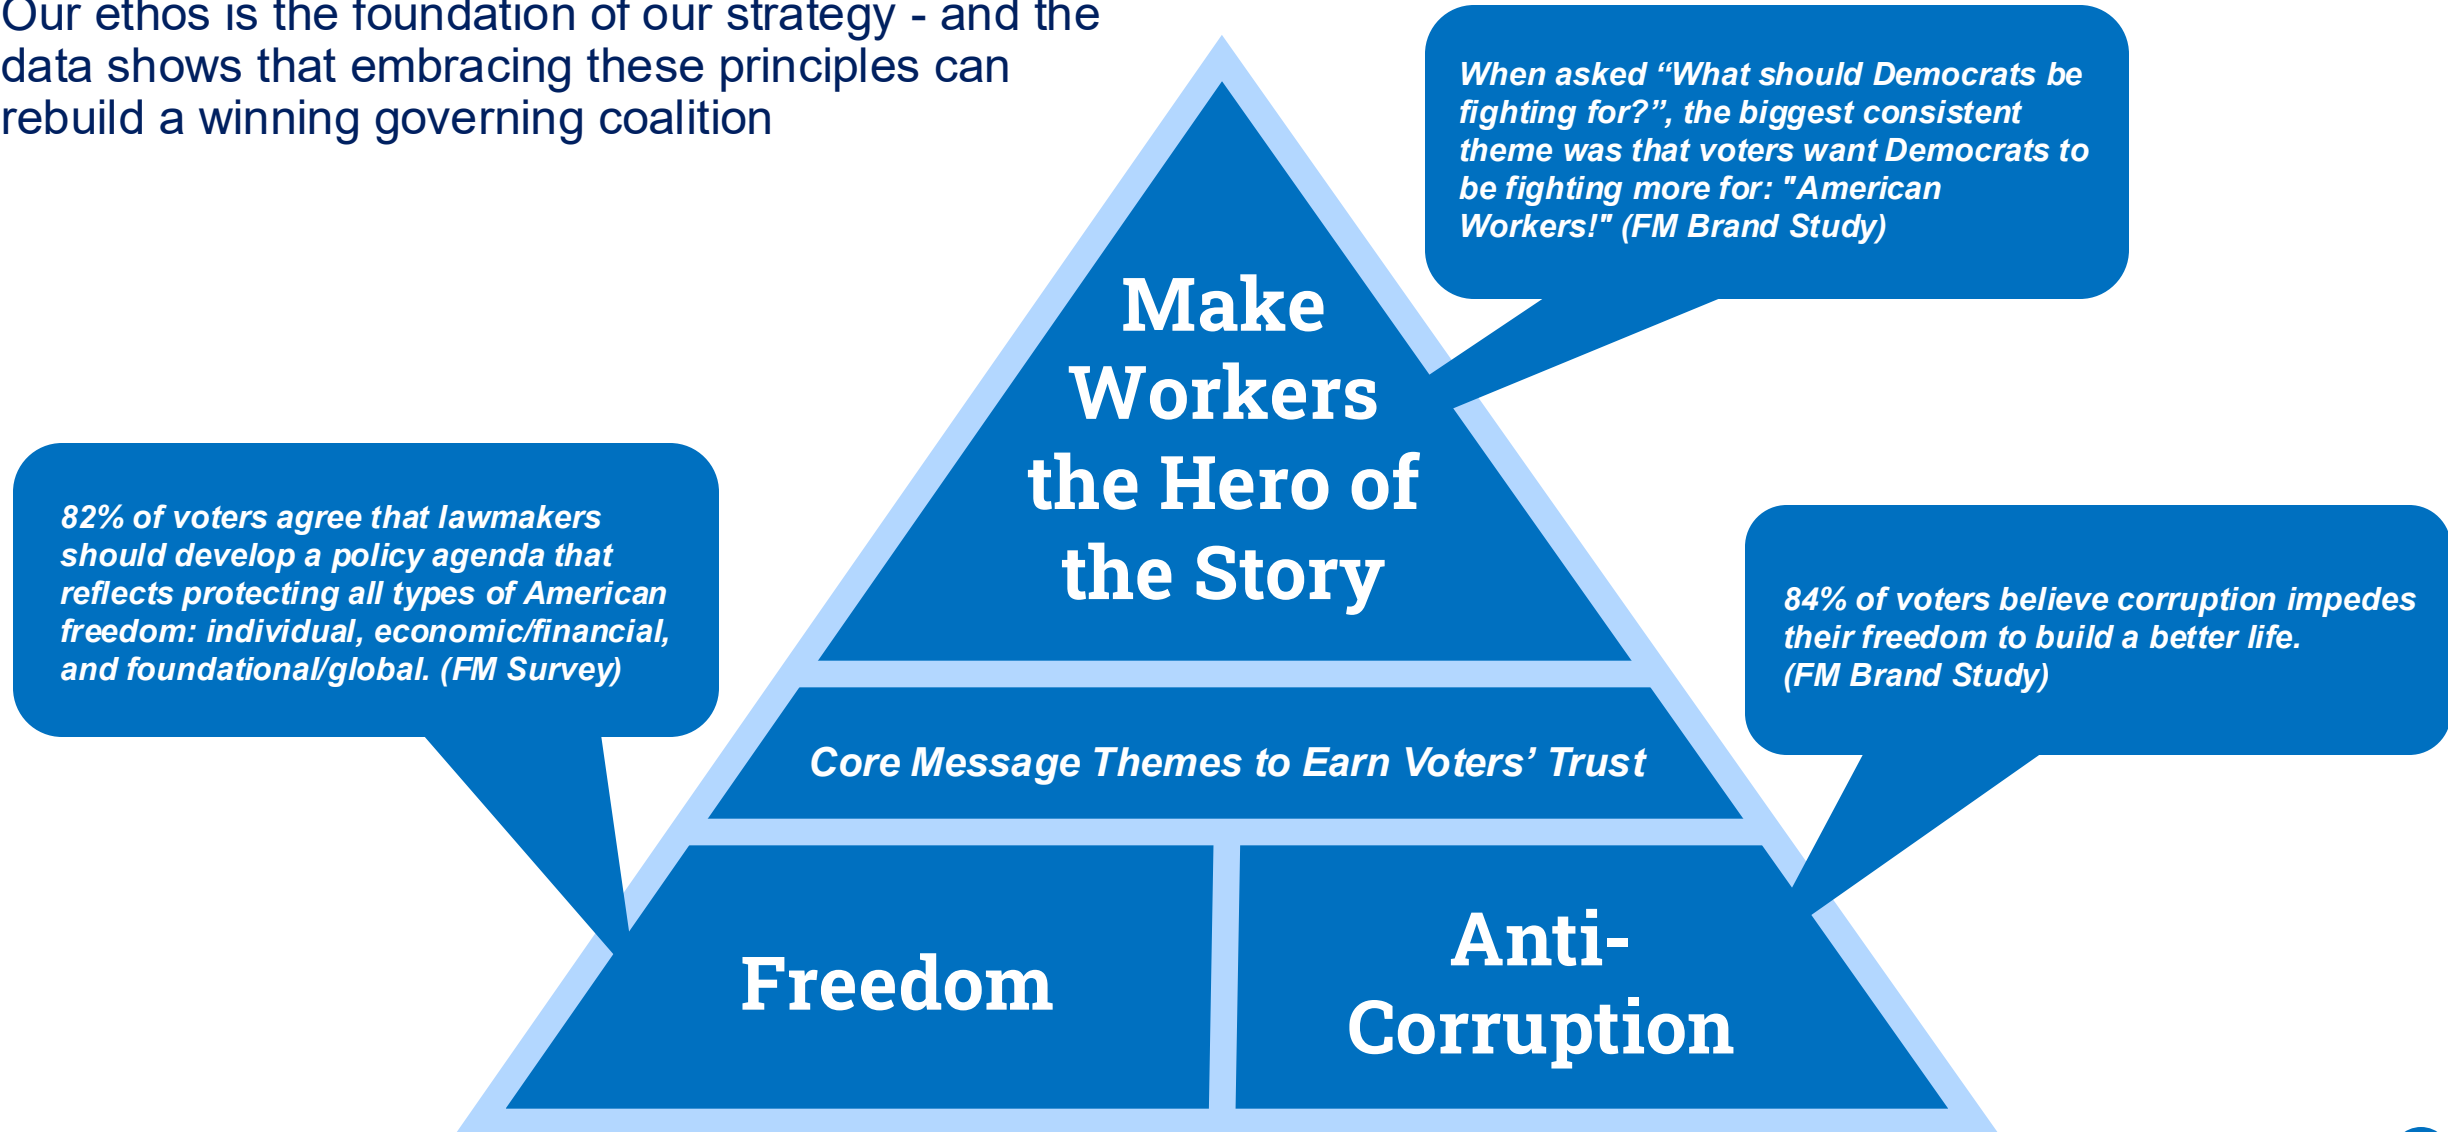 Our ethos is the foundation of our strategy - and the
data shows that embracing these principles can
rebuild a winning governing coalition
When asked “What should Democrats be
fighting for?”, the biggest consistent
theme was that voters want Democrats to
be fighting more for: "American
Workers!" (FM Brand Study)
Make
Workers
the Hero of
the Story
82% of voters agree that lawmakers
should develop a policy agenda that
reflects protecting all types of American
freedom: individual, economic/financial,
and foundational/global. (FM Survey)
84% of voters believe corruption impedes
their freedom to build a better life.
(FM Brand Study)
Core Message Themes to Earn Voters’ Trust
Freedom
Anti-
Corruption